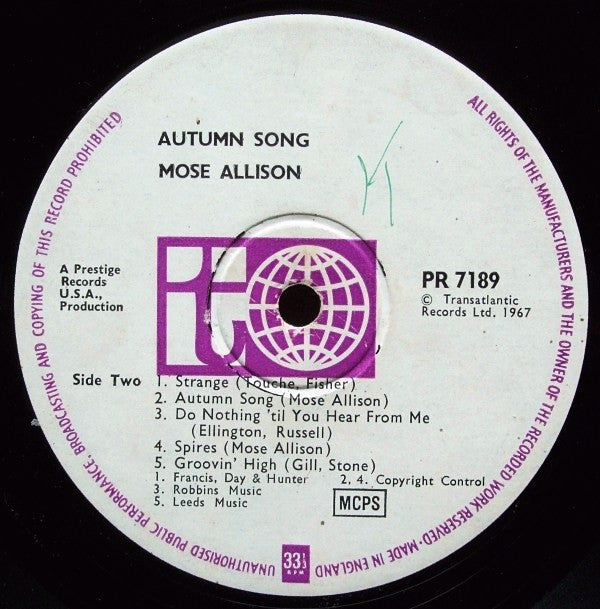 AUTUMN SONG
MOSE ALLISON
A Prestige
Records
U.S.A.,
Production
PR 7189
© Transatlantic
Records Ltd. 1967
Side Two
1. Strange (Touche, Fisher)
2. Autumn Song (Mose Allison)
3. Do Nothing 'til You Hear From Me
(Ellington, Russell)
4. Spires (Mose Allison)
5. Groovin' High (Gill, Stone)
1. Francis, Day & Hunter 2, 4. Copyright Control
3. Robbins Music
5. Leeds Music
MCPS
33⅓
RPM
ALL RIGHTS OF THE MANUFACTURERS AND THE OWNER OF THE RECORDED WORK RESERVED·MADE IN ENGLAND
UNAUTHORISED PUBLIC PERFORMANCE, BROADCASTING AND COPYING OF THIS RECORD PROHIBITED